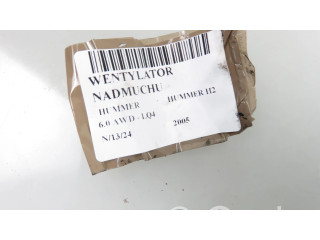 WENTYLATOR
NADMUCHU
HUMMER HUMMER H2
6.0 AWD - LQ4 2005
N/13/24